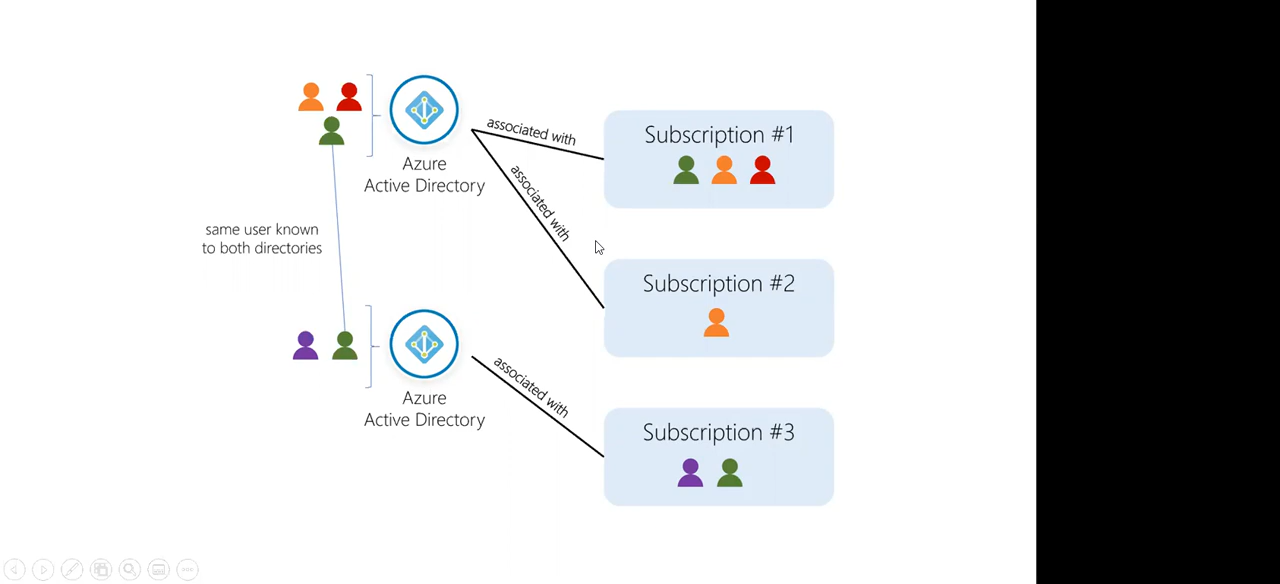 associated with
Subscription #1
Azure
Active Directory
associated with
same user known
to both directories
Subscription #2
associated with
Azure
Active Directory
Subscription #3